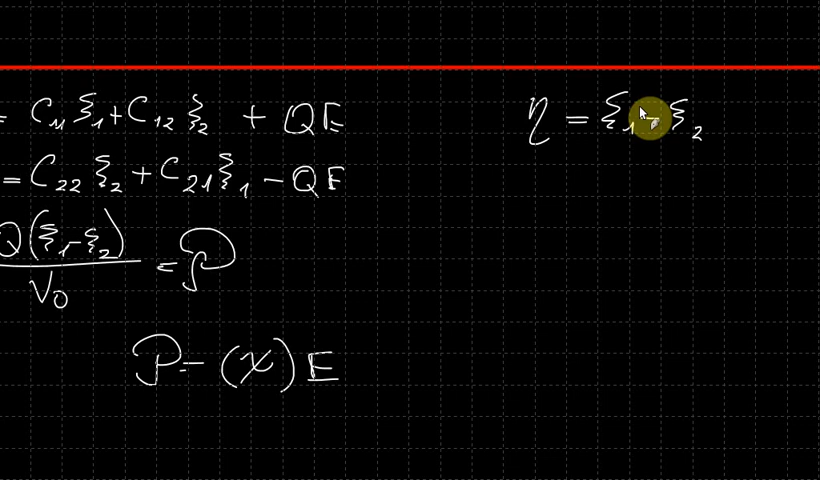 = C₁₁ξ₁ + C₁₂ξ₂ + QE
η = ξ₁ - ξ₂
= C₂₂ξ₂ + C₂₁ξ₁ - QE
Q(ξ₁-ξ₂)/V₀ = P
P = (χ)E